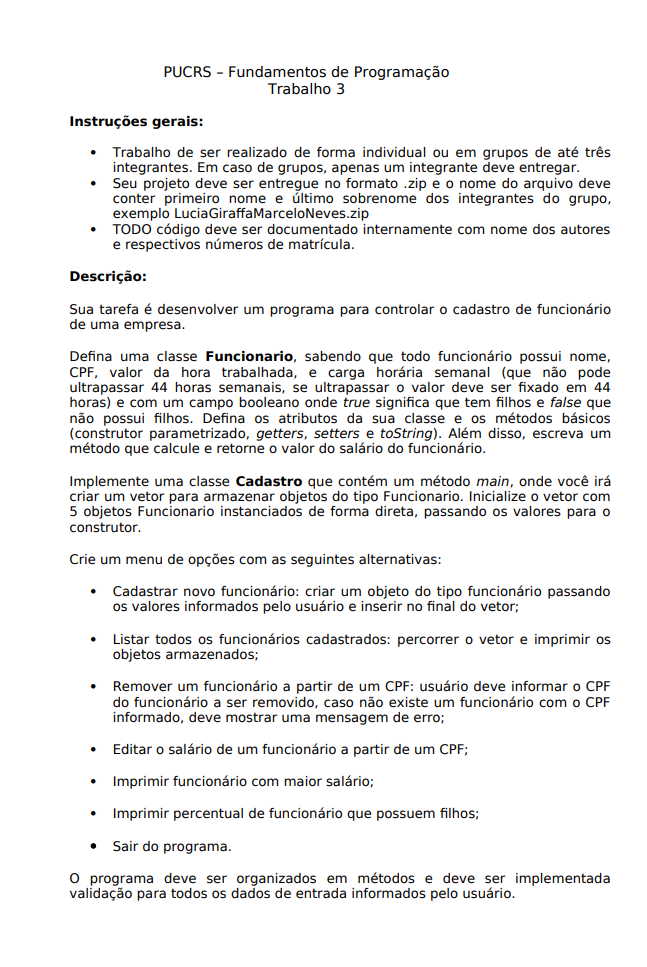 PUCRS – Fundamentos de Programação
Trabalho 3
Instruções gerais:
• Trabalho de ser realizado de forma individual ou em grupos de até três
integrantes. Em caso de grupos, apenas um integrante deve entregar.
• Seu projeto deve ser entregue no formato .zip e o nome do arquivo deve
conter primeiro nome e último sobrenome dos integrantes do grupo,
exemplo LuciaGiraffaMarceloNeves.zip
• TODO código deve ser documentado internamente com nome dos autores
e respectivos números de matrícula.
Descrição:
Sua tarefa é desenvolver um programa para controlar o cadastro de funcionário
de uma empresa.
Defina uma classe Funcionario, sabendo que todo funcionário possui nome,
CPF, valor da hora trabalhada, e carga horária semanal (que não pode
ultrapassar 44 horas semanais, se ultrapassar o valor deve ser fixado em 44
horas) e com um campo booleano onde true significa que tem filhos e false que
não possui filhos. Defina os atributos da sua classe e os métodos básicos
(construtor parametrizado, getters, setters e toString). Além disso, escreva um
método que calcule e retorne o valor do salário do funcionário.
Implemente uma classe Cadastro que contém um método main, onde você irá
criar um vetor para armazenar objetos do tipo Funcionario. Inicialize o vetor com
5 objetos Funcionario instanciados de forma direta, passando os valores para o
construtor.
Crie um menu de opções com as seguintes alternativas:
• Cadastrar novo funcionário: criar um objeto do tipo funcionário passando
os valores informados pelo usuário e inserir no final do vetor;
• Listar todos os funcionários cadastrados: percorrer o vetor e imprimir os
objetos armazenados;
• Remover um funcionário a partir de um CPF: usuário deve informar o CPF
do funcionário a ser removido, caso não existe um funcionário com o CPF
informado, deve mostrar uma mensagem de erro;
• Editar o salário de um funcionário a partir de um CPF;
• Imprimir funcionário com maior salário;
• Imprimir percentual de funcionário que possuem filhos;
• Sair do programa.
O programa deve ser organizados em métodos e deve ser implementada
validação para todos os dados de entrada informados pelo usuário.